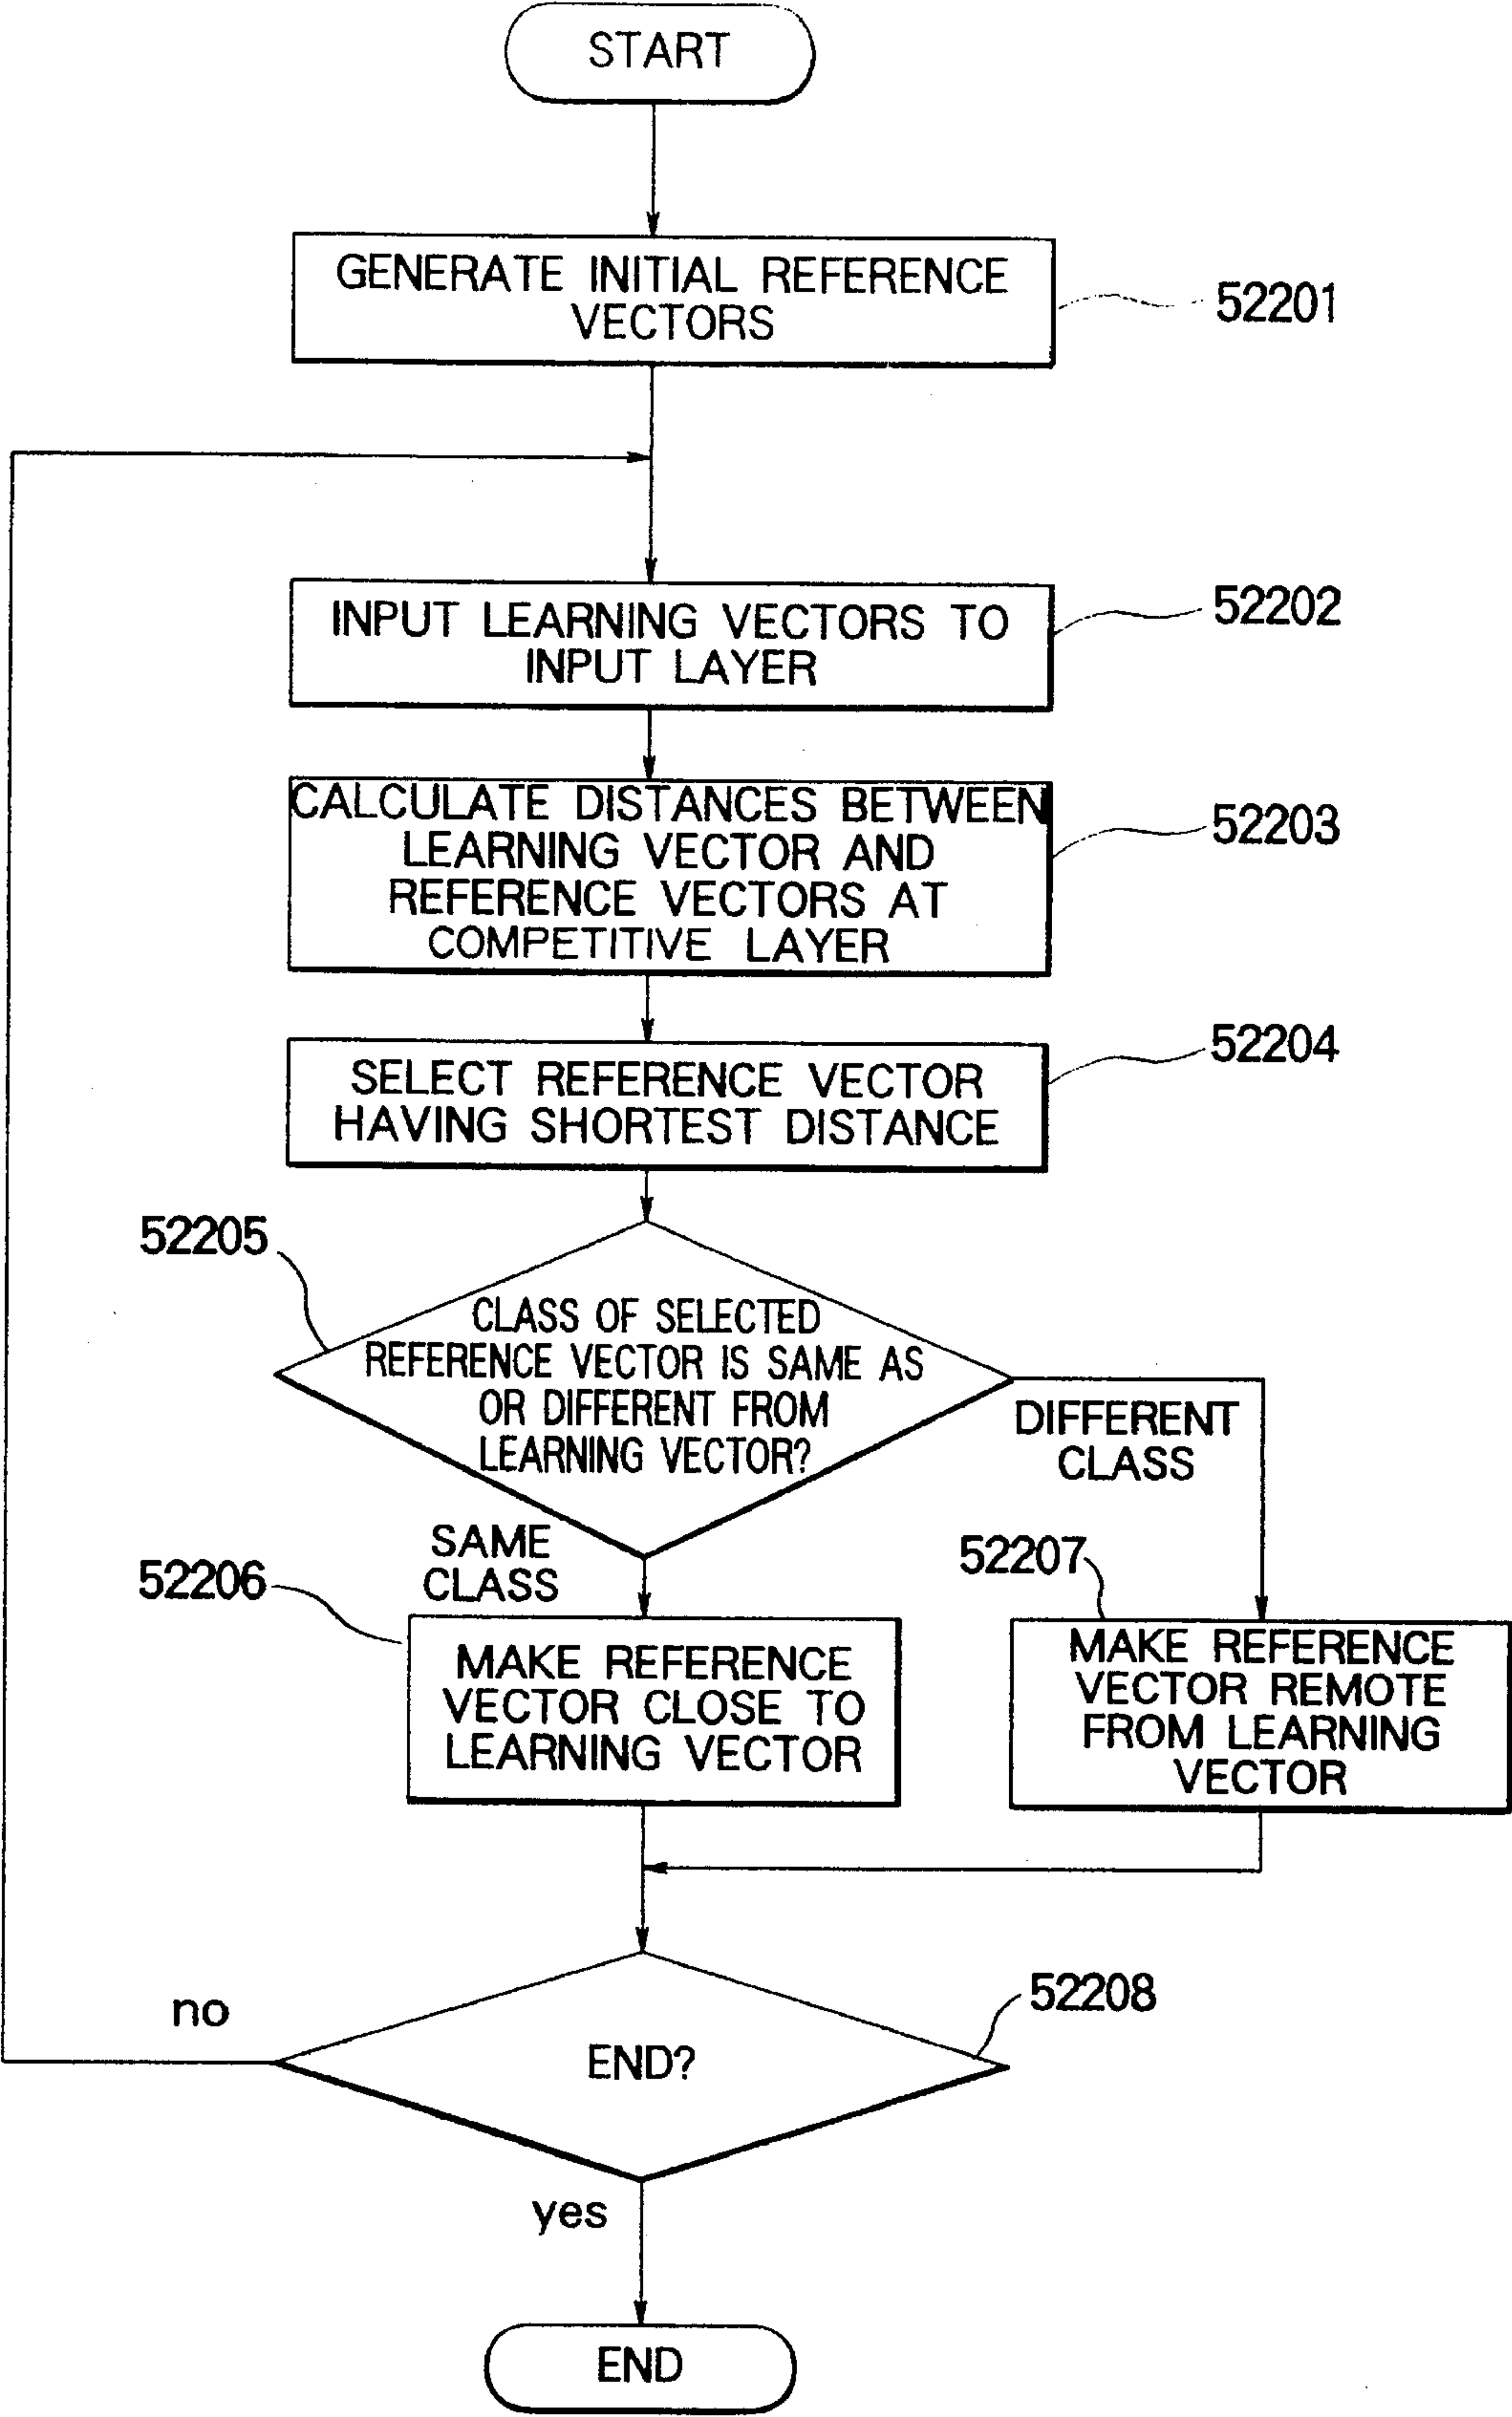 START
GENERATE INITIAL REFERENCE
VECTORS
52201
INPUT LEARNING VECTORS TO
INPUT LAYER
52202
CALCULATE DISTANCES BETWEEN
LEARNING VECTOR AND
REFERENCE VECTORS AT
COMPETITIVE LAYER
52203
SELECT REFERENCE VECTOR
HAVING SHORTEST DISTANCE
52204
52205
CLASS OF SELECTED
REFERENCE VECTOR IS SAME AS
OR DIFFERENT FROM
LEARNING VECTOR?
DIFFERENT
CLASS
SAME
CLASS
52206
MAKE REFERENCE
VECTOR CLOSE TO
LEARNING VECTOR
52207
MAKE REFERENCE
VECTOR REMOTE
FROM LEARNING
VECTOR
no
END?
52208
yes
END